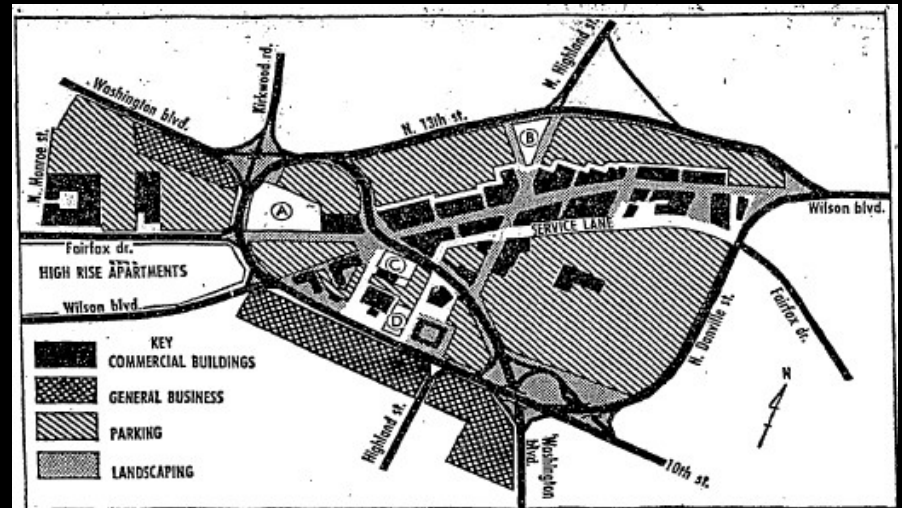 N. Highland st.
Kirkwood rd.
Washington blvd.
N. 13th st.
B
N. Monroe st.
A
Wilson blvd.
SERVICE LANE
Fairfax dr.
HIGH RISE APARTMENTS
C
Wilson blvd.
D
N. Danville st.
Fairfax dr.
KEY
COMMERCIAL BUILDINGS
GENERAL BUSINESS
PARKING
LANDSCAPING
N
Highland st.
Washington
blvd.
10th st.